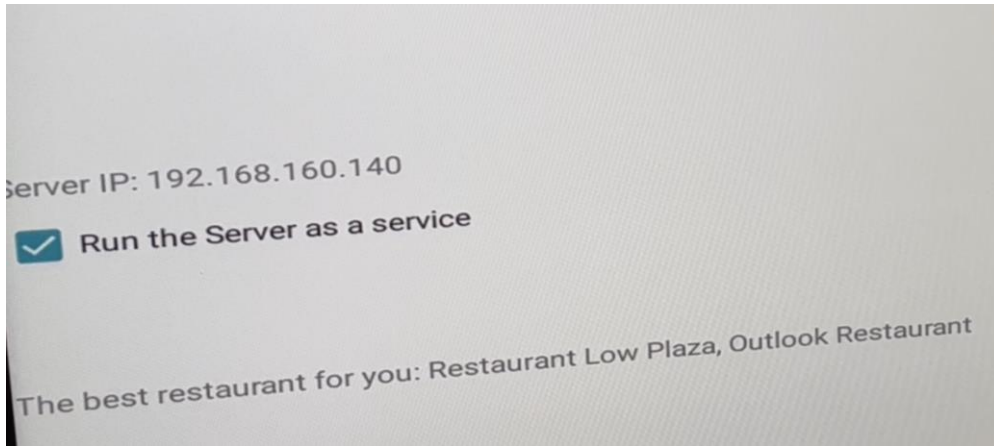 Server IP: 192.168.160.140
Run the Server as a service
The best restaurant for you: Restaurant Low Plaza, Outlook Restaurant